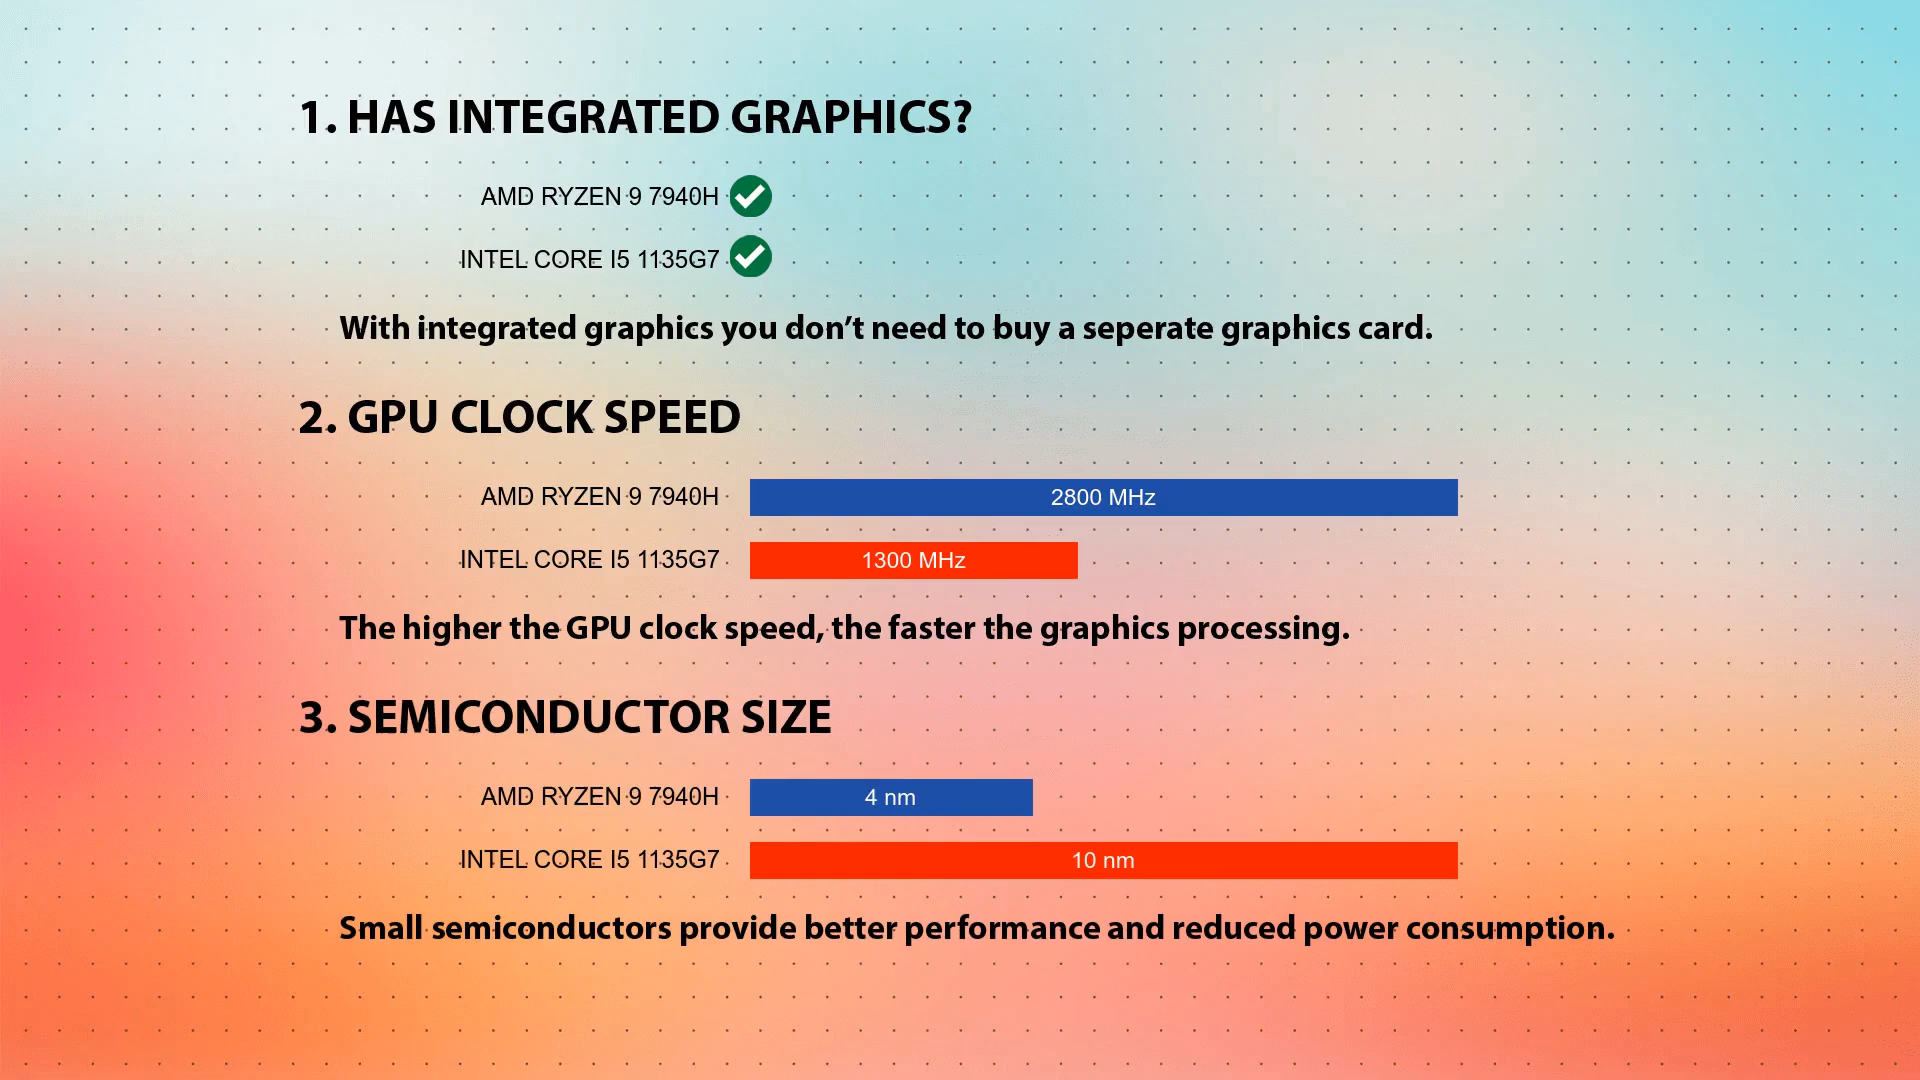 1. HAS INTEGRATED GRAPHICS?
AMD RYZEN 9 7940H
INTEL CORE I5 1135G7
With integrated graphics you don’t need to buy a seperate graphics card.
2. GPU CLOCK SPEED
AMD RYZEN 9 7940H 2800 MHz
INTEL CORE I5 1135G7 1300 MHz
The higher the GPU clock speed, the faster the graphics processing.
3. SEMICONDUCTOR SIZE
AMD RYZEN 9 7940H 4 nm
INTEL CORE I5 1135G7 10 nm
Small semiconductors provide better performance and reduced power consumption.